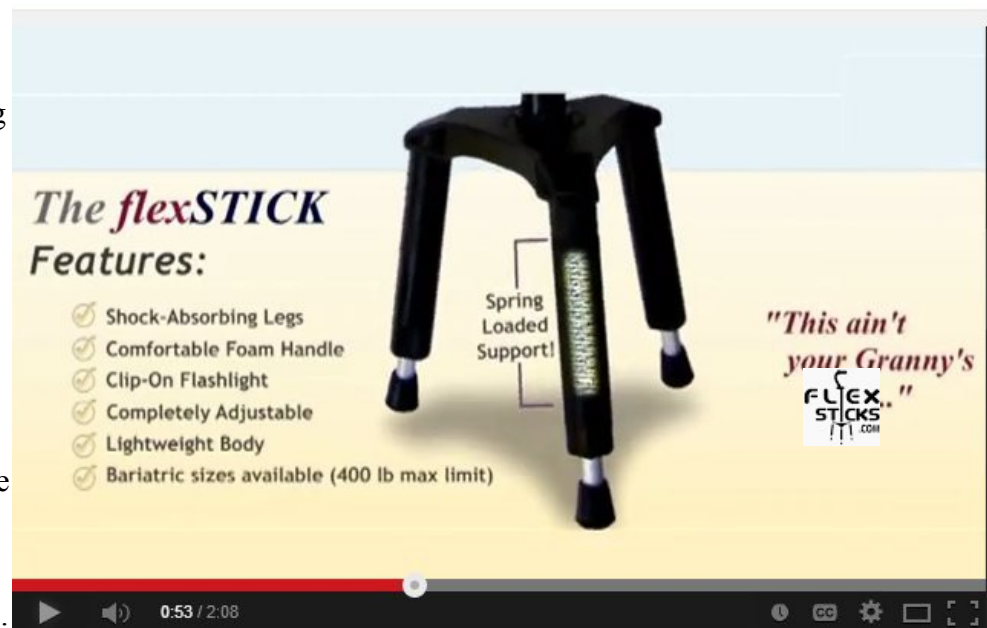 g
The flexSTICK
Features:
Shock-Absorbing Legs
Comfortable Foam Handle
Clip-On Flashlight
Completely Adjustable
Lightweight Body
Bariatric sizes available (400 lb max limit)
Spring
Loaded
Support!
"This ain't
your Granny's
.."
FLEX
STICKS
.COM
e
0:53 / 2:08
CC